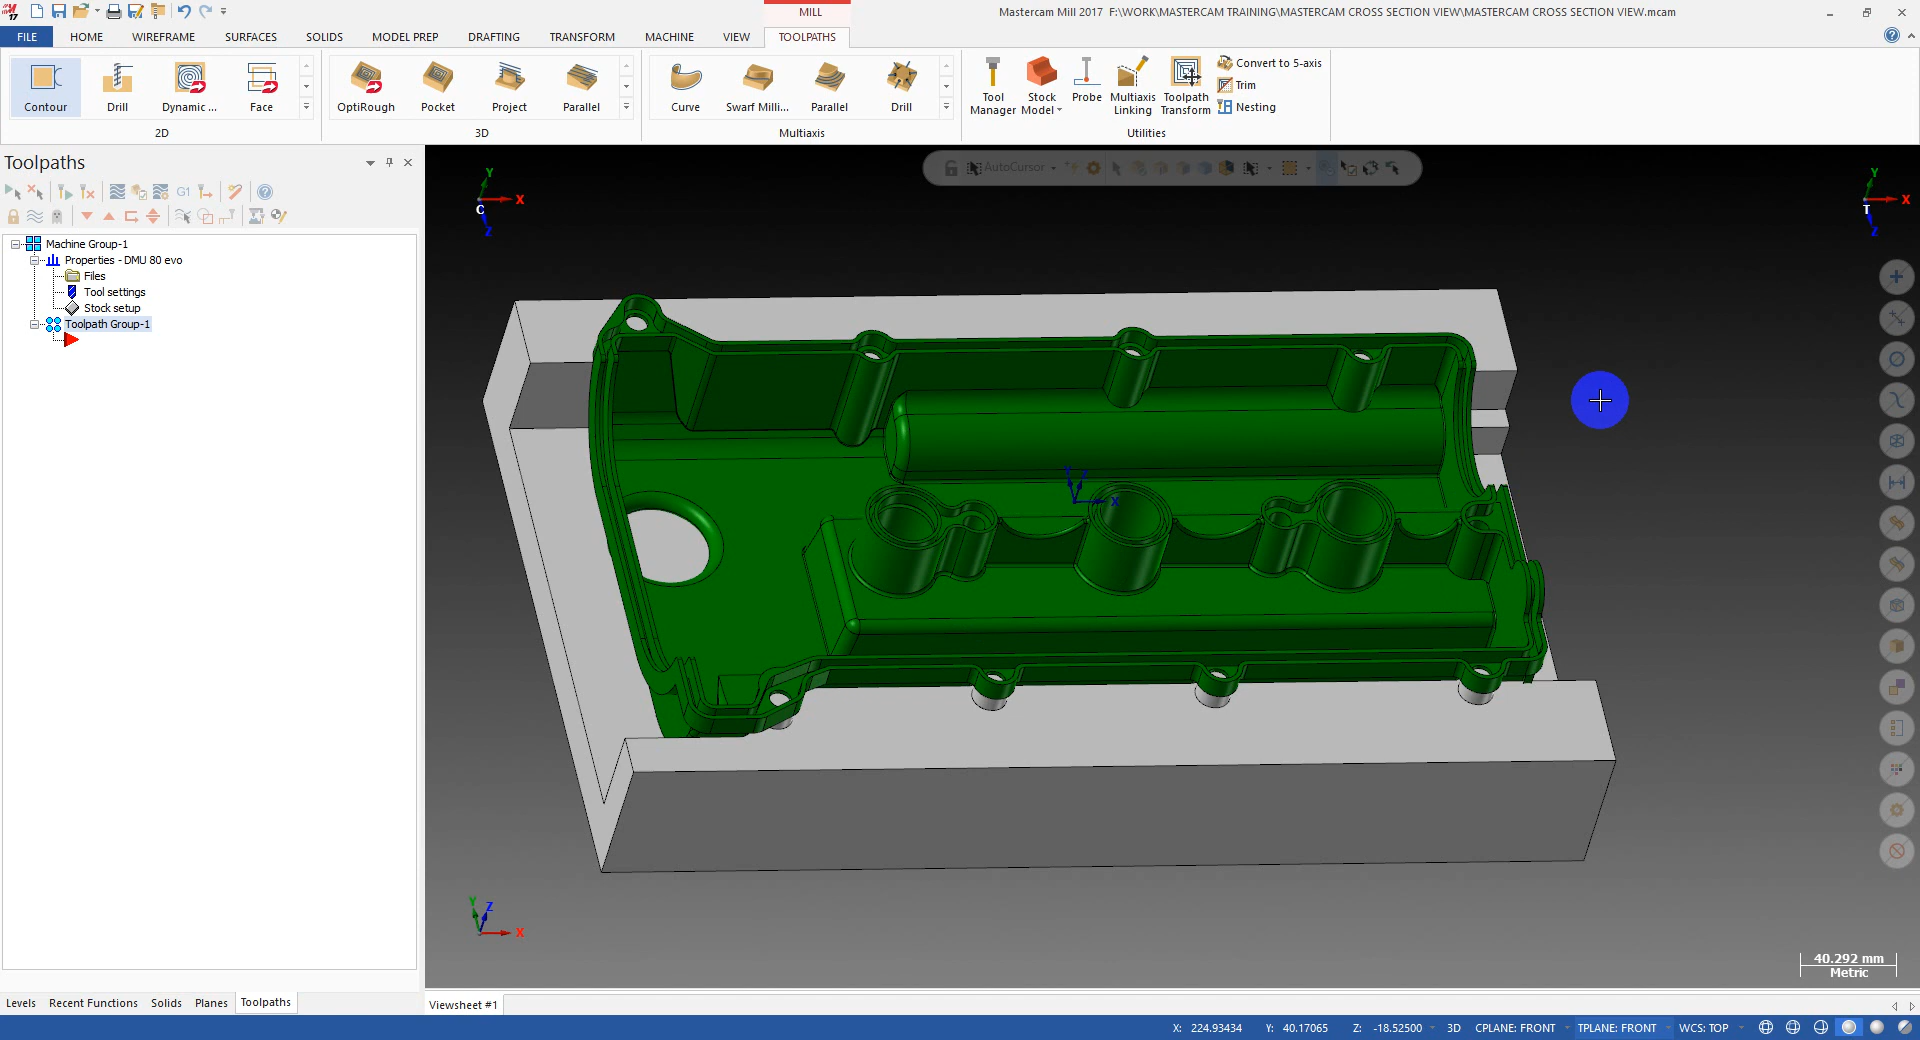 17
MILL
Mastercam Mill 2017 F:\WORK\MASTERCAM TRAINING\MASTERCAM CROSS SECTION VIEW\MASTERCAM CROSS SECTION VIEW.mcam
FILE HOME WIREFRAME SURFACES SOLIDS MODEL PREP DRAFTING TRANSFORM MACHINE VIEW TOOLPATHS
Contour Drill Dynamic ... Face
2D
OptiRough Pocket Project Parallel
3D
Curve Swarf Milli... Parallel Drill
Multiaxis
Tool Manager
Stock Model
Probe
Multiaxis Linking
Toolpath Transform
Convert to 5-axis
Trim
Nesting
Utilities
Toolpaths
G1
Machine Group-1
Properties - DMU 80 evo
Files
Tool settings
Stock setup
Toolpath Group-1
AutoCursor
Y
X
C
Z
Y
X
T
Z
X
Y
Z
X
40.292 mm
Metric
Levels Recent Functions Solids Planes Toolpaths
Viewsheet #1
X: 224.93434 Y: 40.17065 Z: -18.52500 3D CPLANE: FRONT TPLANE: FRONT WCS: TOP